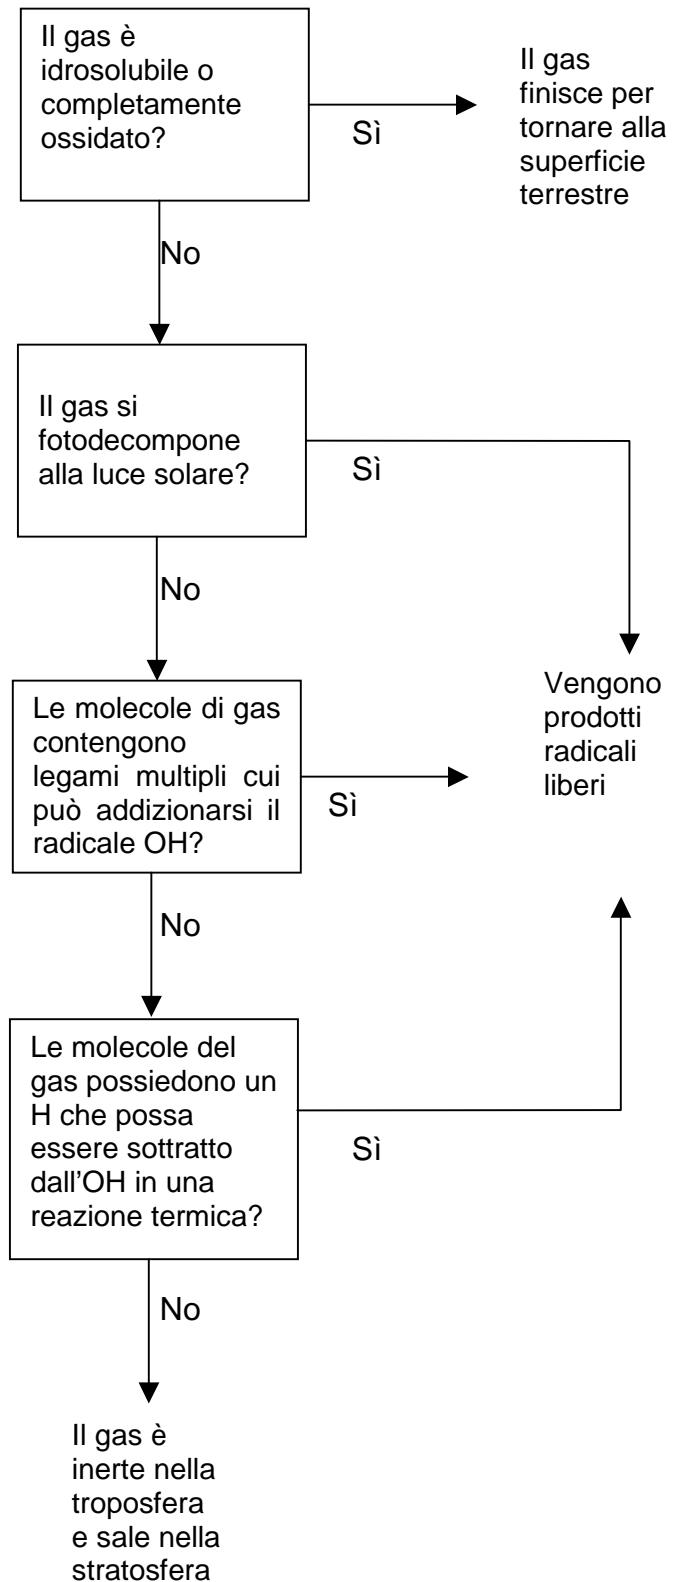 Il gas è
idrosolubile o
completamente
ossidato?
Sì
Il gas
finisce per
tornare alla
superficie
terrestre
No
Il gas si
fotodecompone
alla luce solare?
Sì
No
Le molecole di gas
contengono
legami multipli cui
può addizionarsi il
radicale OH?
Sì
Vengono
prodotti
radicali
liberi
No
Le molecole del
gas possiedono un
H che possa
essere sottratto
dall'OH in una
reazione termica?
Sì
No
Il gas è
inerte nella
troposfera
e sale nella
stratosfera